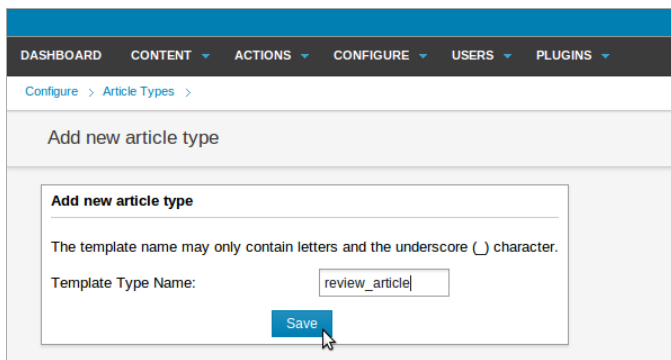 DASHBOARD CONTENT ACTIONS CONFIGURE USERS PLUGINS
Configure > Article Types >
Add new article type
Add new article type
The template name may only contain letters and the underscore (_) character.
Template Type Name: review_article
Save